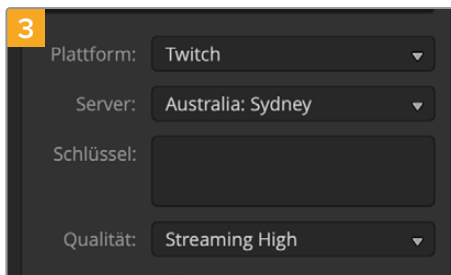 3
Plattform: Twitch
Server: Australia: Sydney
Schlüssel:
Qualität: Streaming High